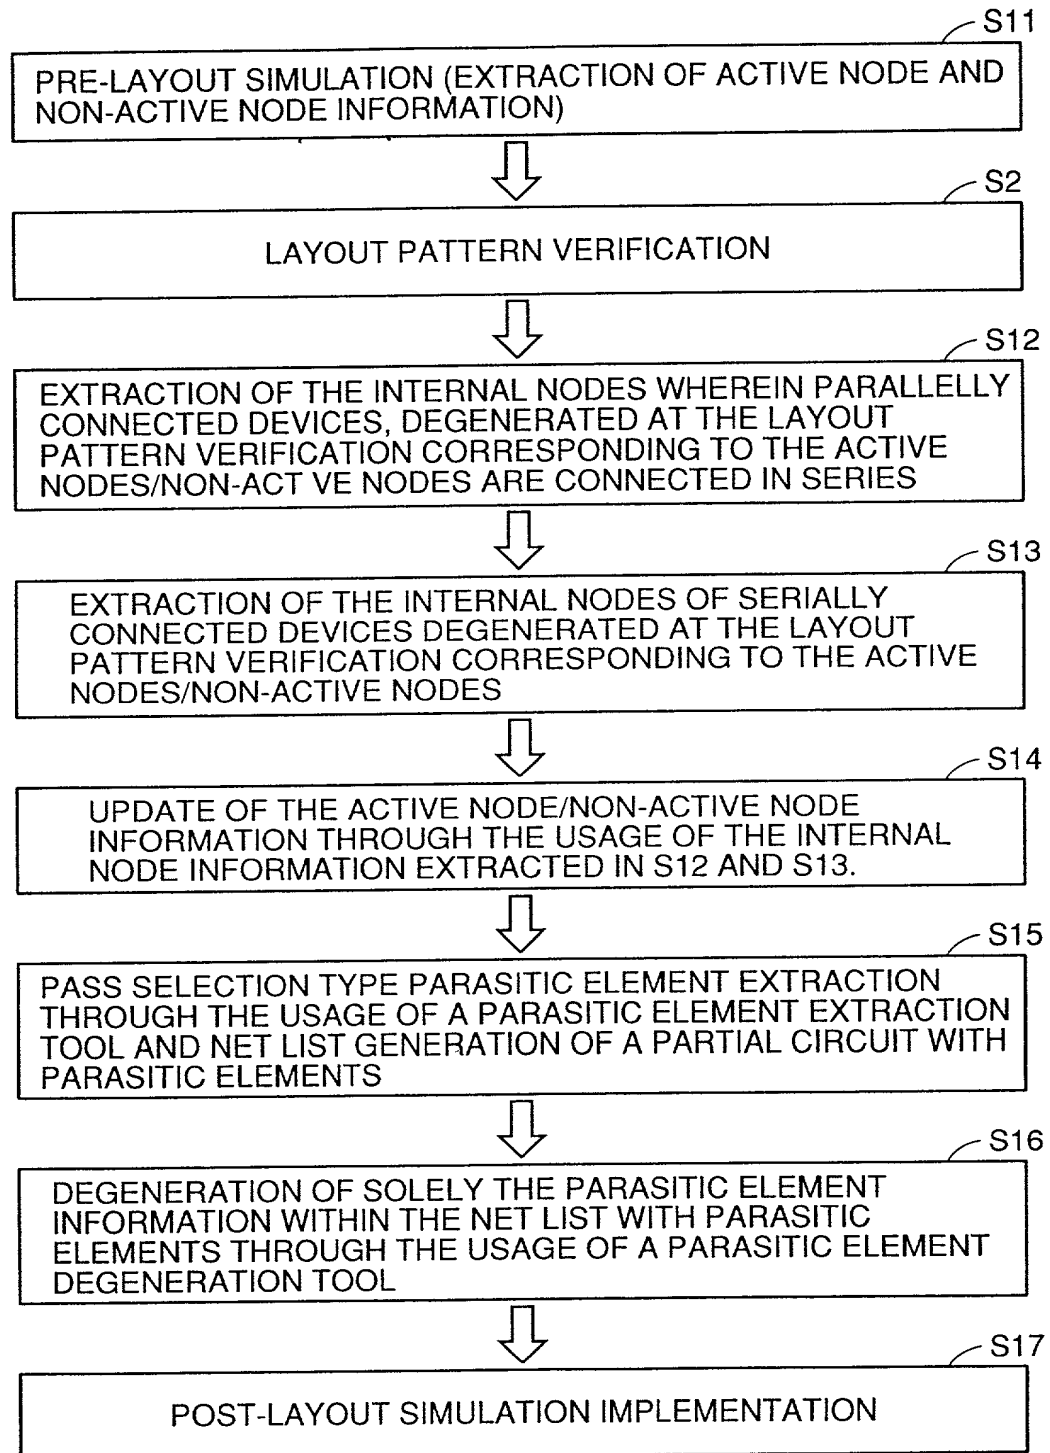 S11
PRE-LAYOUT SIMULATION (EXTRACTION OF ACTIVE NODE AND
NON-ACTIVE NODE INFORMATION)
S2
LAYOUT PATTERN VERIFICATION
S12
EXTRACTION OF THE INTERNAL NODES WHEREIN PARALLELLY
CONNECTED DEVICES, DEGENERATED AT THE LAYOUT
PATTERN VERIFICATION CORRESPONDING TO THE ACTIVE
NODES/NON-ACT VE NODES ARE CONNECTED IN SERIES
S13
EXTRACTION OF THE INTERNAL NODES OF SERIALLY
CONNECTED DEVICES DEGENERATED AT THE LAYOUT
PATTERN VERIFICATION CORRESPONDING TO THE ACTIVE
NODES/NON-ACTIVE NODES
S14
UPDATE OF THE ACTIVE NODE/NON-ACTIVE NODE
INFORMATION THROUGH THE USAGE OF THE INTERNAL
NODE INFORMATION EXTRACTED IN S12 AND S13.
S15
PASS SELECTION TYPE PARASITIC ELEMENT EXTRACTION
THROUGH THE USAGE OF A PARASITIC ELEMENT EXTRACTION
TOOL AND NET LIST GENERATION OF A PARTIAL CIRCUIT WITH
PARASITIC ELEMENTS
S16
DEGENERATION OF SOLELY THE PARASITIC ELEMENT
INFORMATION WITHIN THE NET LIST WITH PARASITIC
ELEMENTS THROUGH THE USAGE OF A PARASITIC ELEMENT
DEGENERATION TOOL
S17
POST-LAYOUT SIMULATION IMPLEMENTATION